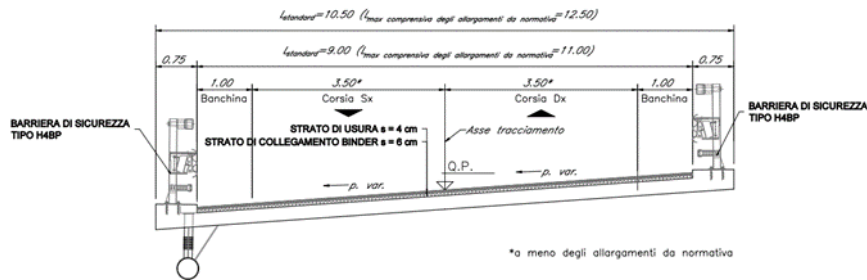 Lstandard=10.50 (Lmax comprensiva degli allargamenti da normativa=12.50)
0.75
Lstandard=9.00 (Lmax comprensiva degli allargamenti da normativa=11.00)
0.75
1.00
3.50*
3.50*
1.00
Banchina
Corsia Sx
Corsia Dx
Banchina
BARRIERA DI SICUREZZA
TIPO H4BP
BARRIERA DI SICUREZZA
TIPO H4BP
STRATO DI USURA s = 4 cm
STRATO DI COLLEGAMENTO BINDER s = 6 cm
Asse tracciamento
Q.P.
p. var.
p. var.
*a meno degli allargamenti da normativa